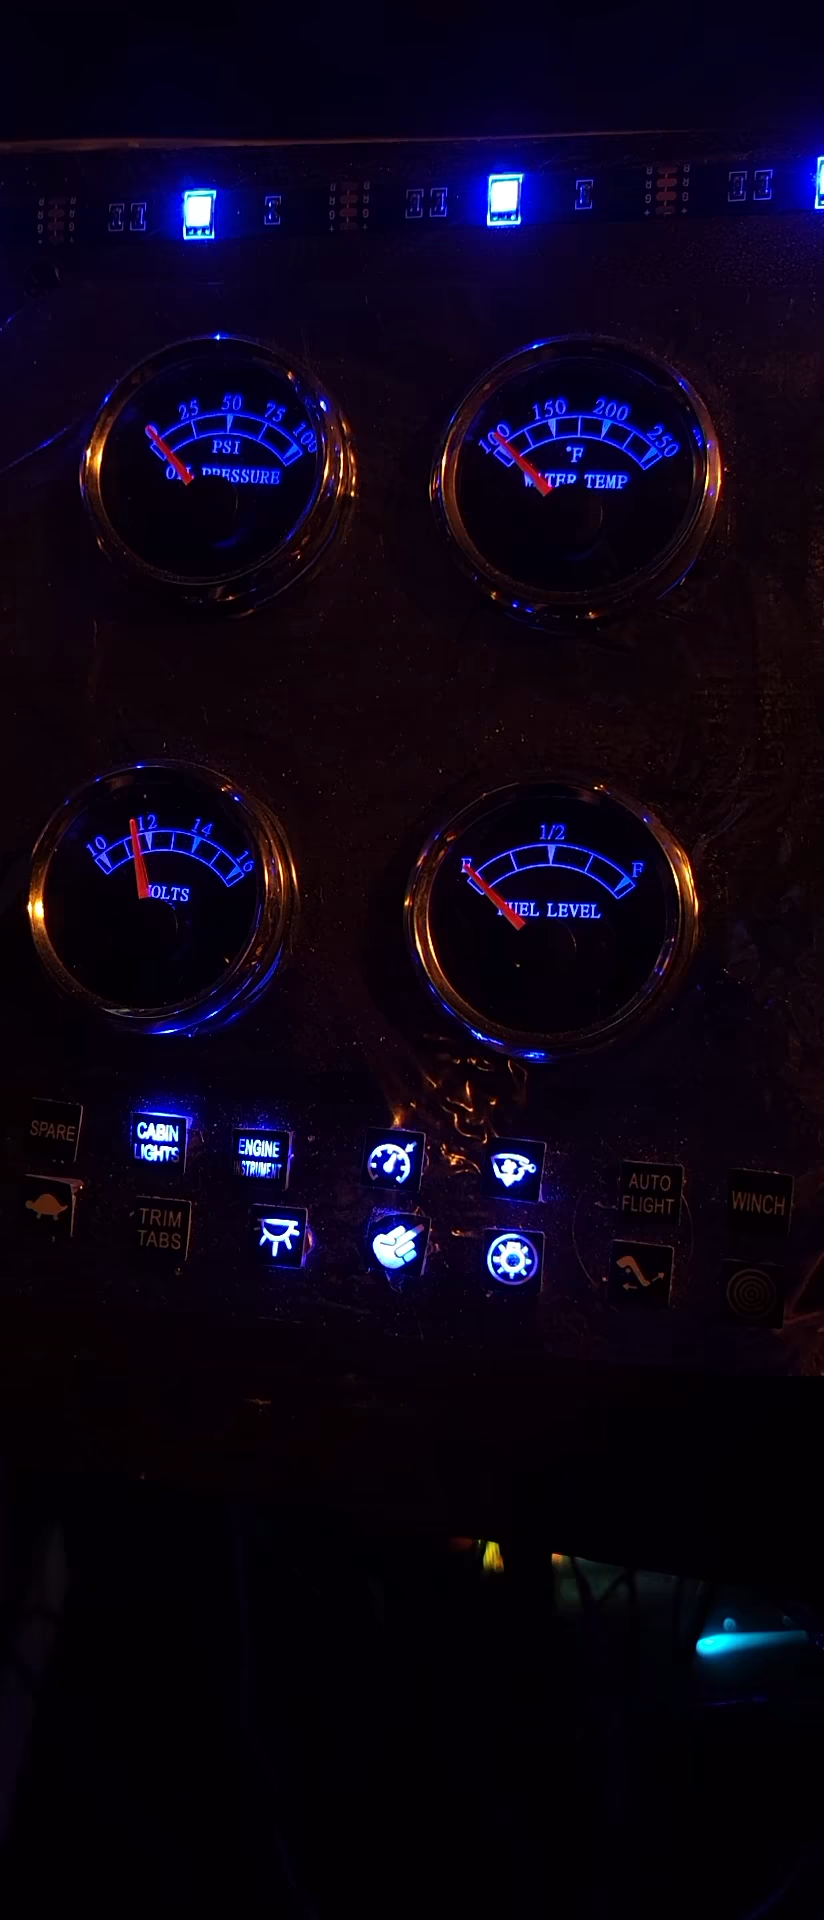 25 50 75 100
PSI
OIL PRESSURE
100 150 200 250
°F
WATER TEMP
10 12 14 16
VOLTS
E 1/2 F
FUEL LEVEL
SPARE
CABIN
LIGHTS
ENGINE
INSTRUMENT
TRIM
TABS
AUTO
FLIGHT
WINCH